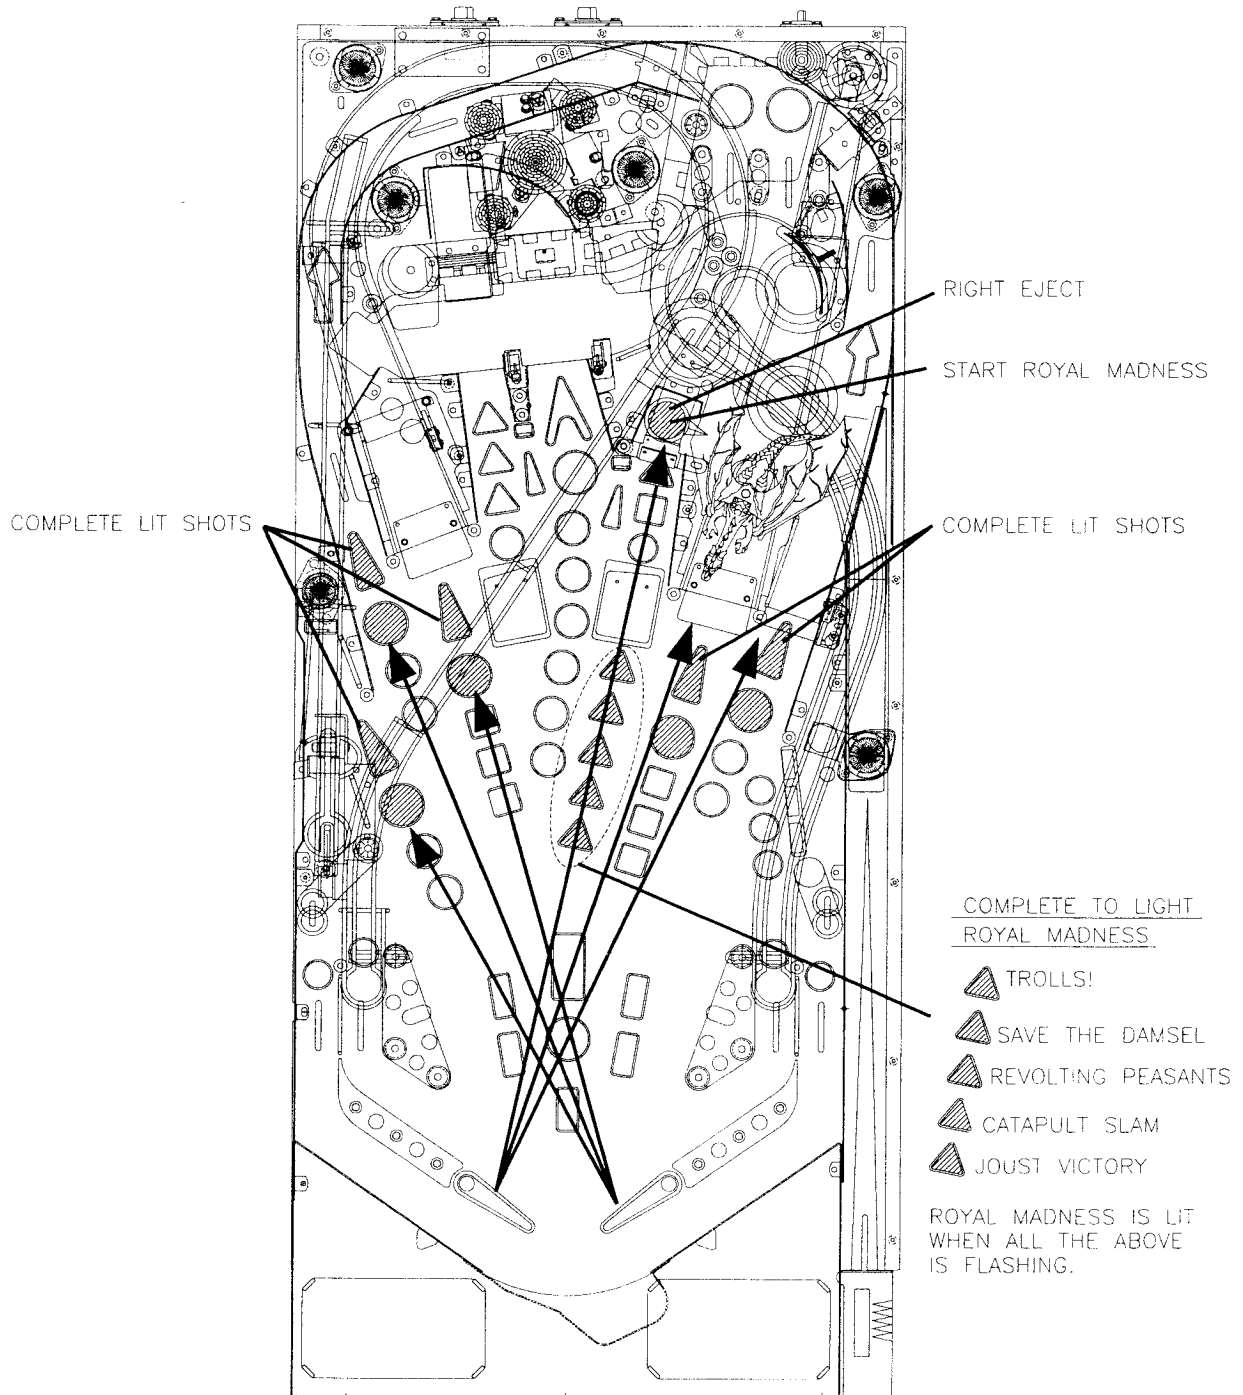 RIGHT EJECT
START ROYAL MADNESS
COMPLETE LIT SHOTS
COMPLETE LIT SHOTS
COMPLETE TO LIGHT
ROYAL MADNESS
TROLLS!
SAVE THE DAMSEL
REVOLTING PEASANTS
CATAPULT SLAM
JOUST VICTORY
ROYAL MADNESS IS LIT
WHEN ALL THE ABOVE
IS FLASHING.